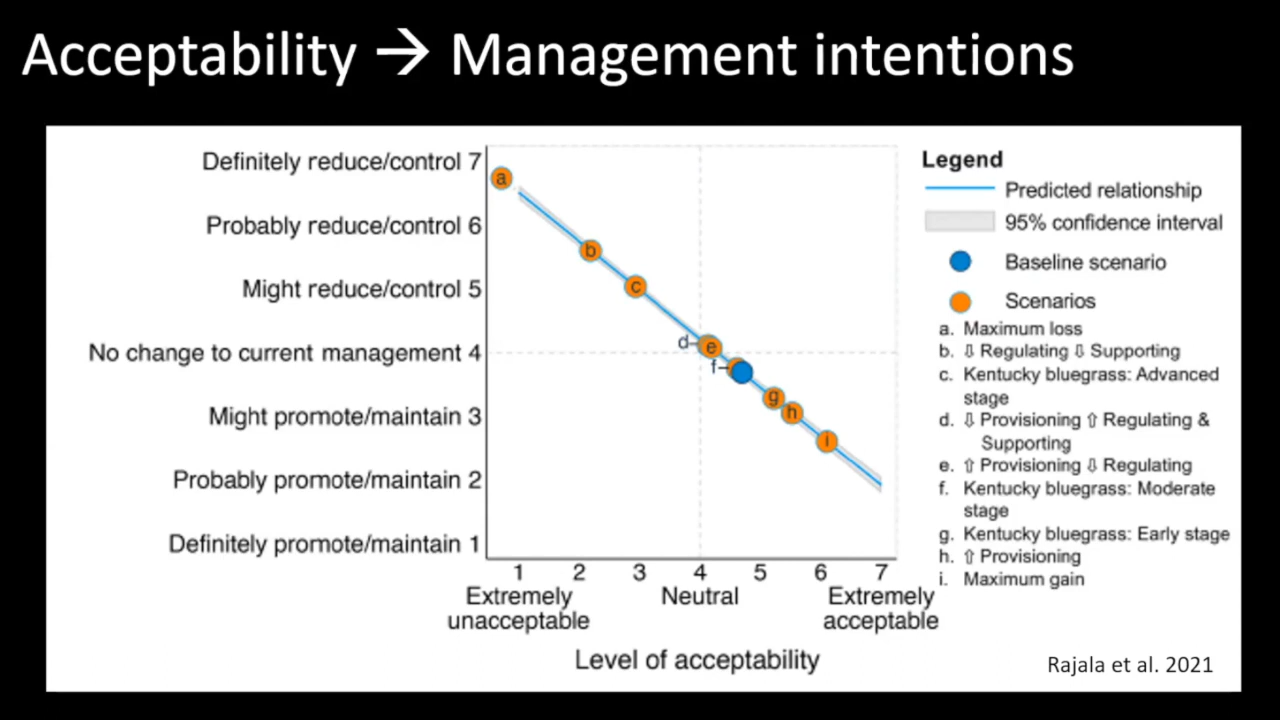 Acceptability → Management intentions
Definitely reduce/control 7
Probably reduce/control 6
Might reduce/control 5
No change to current management 4
Might promote/maintain 3
Probably promote/maintain 2
Definitely promote/maintain 1
a
b
c
d
e
f
g
h
i
1 2 3 4 5 6 7
Extremely unacceptable
Neutral
Extremely acceptable
Level of acceptability
Legend
Predicted relationship
95% confidence interval
Baseline scenario
Scenarios
a. Maximum loss
b. ⇩ Regulating ⇩ Supporting
c. Kentucky bluegrass: Advanced
stage
d. ⇩ Provisioning ⇧ Regulating &
Supporting
e. ⇧ Provisioning ⇩ Regulating
f. Kentucky bluegrass: Moderate
stage
g. Kentucky bluegrass: Early stage
h. ⇧ Provisioning
i. Maximum gain
Rajala et al. 2021